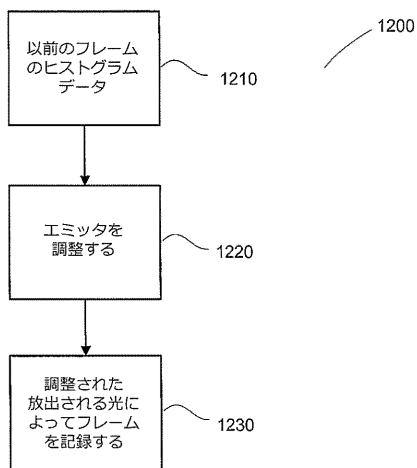 以前のフレーム
のヒストグラム
データ
1200
1210
エミッタを
調整する
1220
調整された
放出される光に
よってフレーム
を記録する
1230